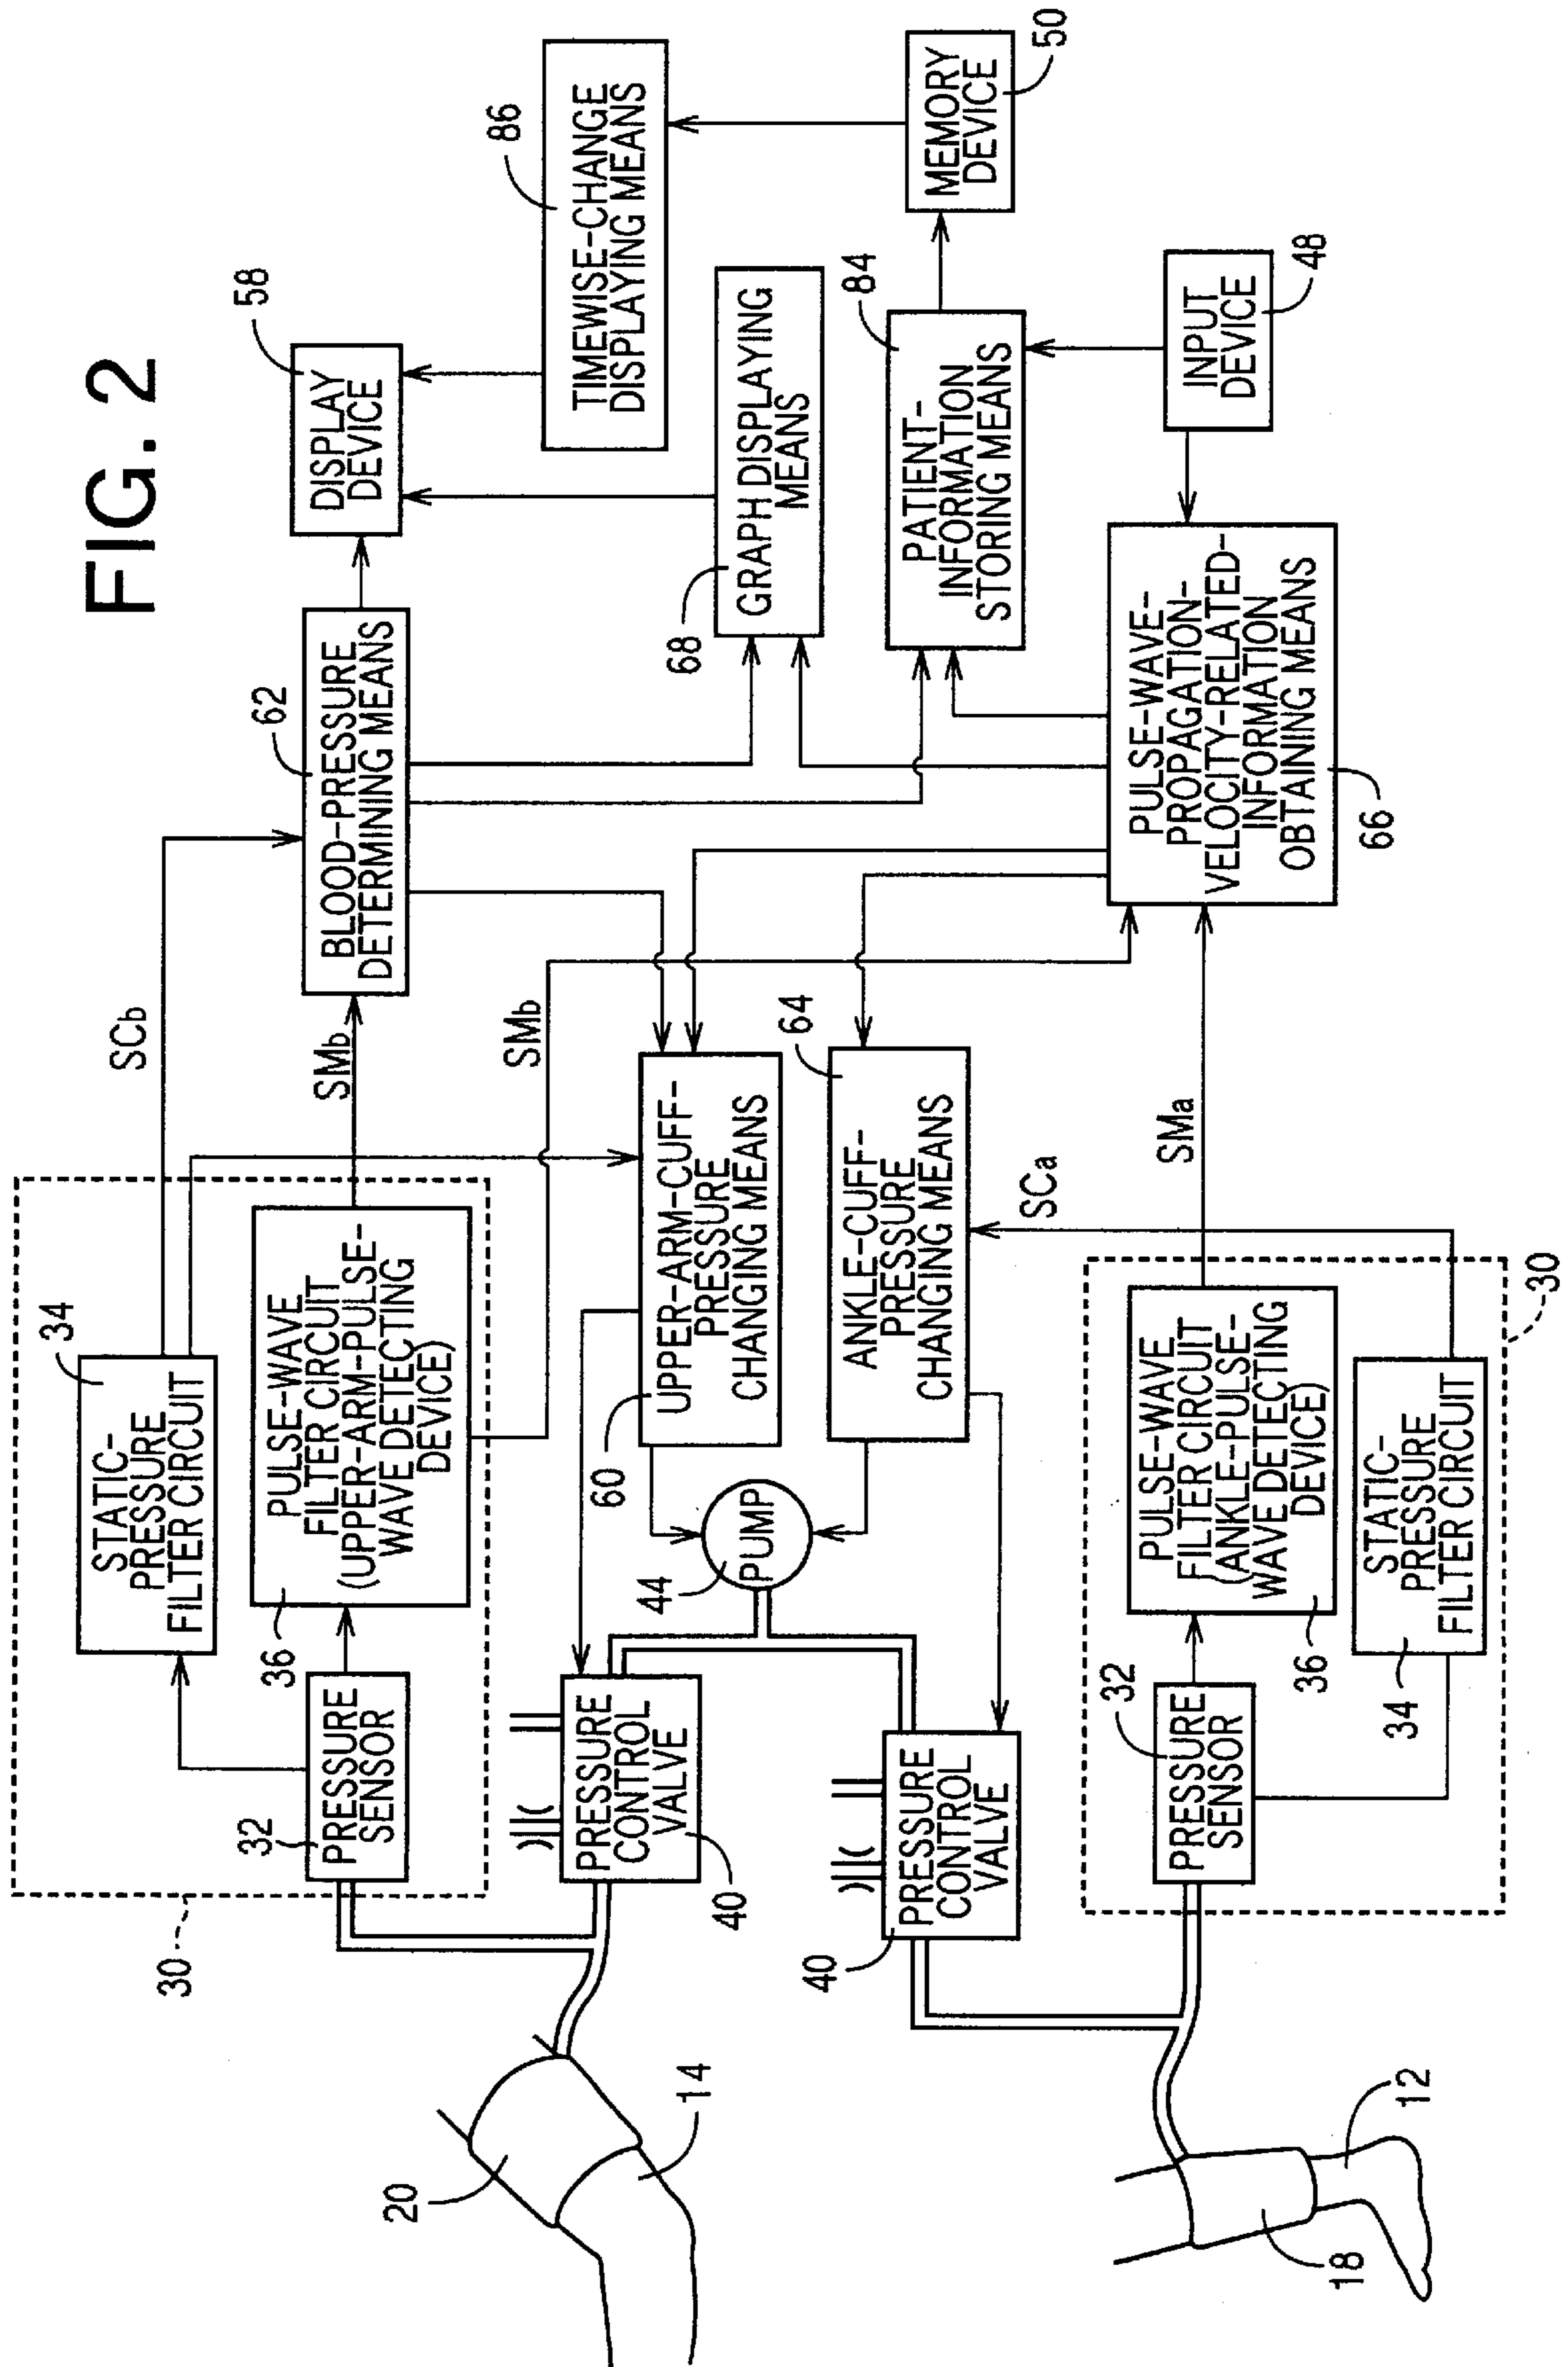 FIG. 2
30
34
STATIC-
PRESSURE
FILTER CIRCUIT
SCb
32
PRESSURE
SENSOR
36
PULSE-WAVE
FILTER CIRCUIT
(UPPER-ARM-PULSE-
WAVE DETECTING
DEVICE)
SMb
62
BLOOD-PRESSURE
DETERMINING MEANS
58
DISPLAY
DEVICE
SMb
20
14
PRESSURE
CONTROL
VALVE
40
60
UPPER-ARM-CUFF-
PRESSURE
CHANGING MEANS
86
TIMEWISE-CHANGE
DISPLAYING MEANS
68
GRAPH DISPLAYING
MEANS
44
PUMP
64
ANKLE-CUFF-
PRESSURE
CHANGING MEANS
40
PRESSURE
CONTROL
VALVE
84
PATIENT-
INFORMATION
STORING MEANS
MEMORY
DEVICE
50
SCa
SMa
32
PRESSURE
SENSOR
PULSE-WAVE
FILTER CIRCUIT
(ANKLE-PULSE-
WAVE DETECTING
DEVICE)
36
PULSE-WAVE-
PROPAGATION-
VELOCITY-RELATED-
INFORMATION
OBTAINING MEANS
66
INPUT
DEVICE
48
STATIC-
PRESSURE
FILTER CIRCUIT
34
30
18
12